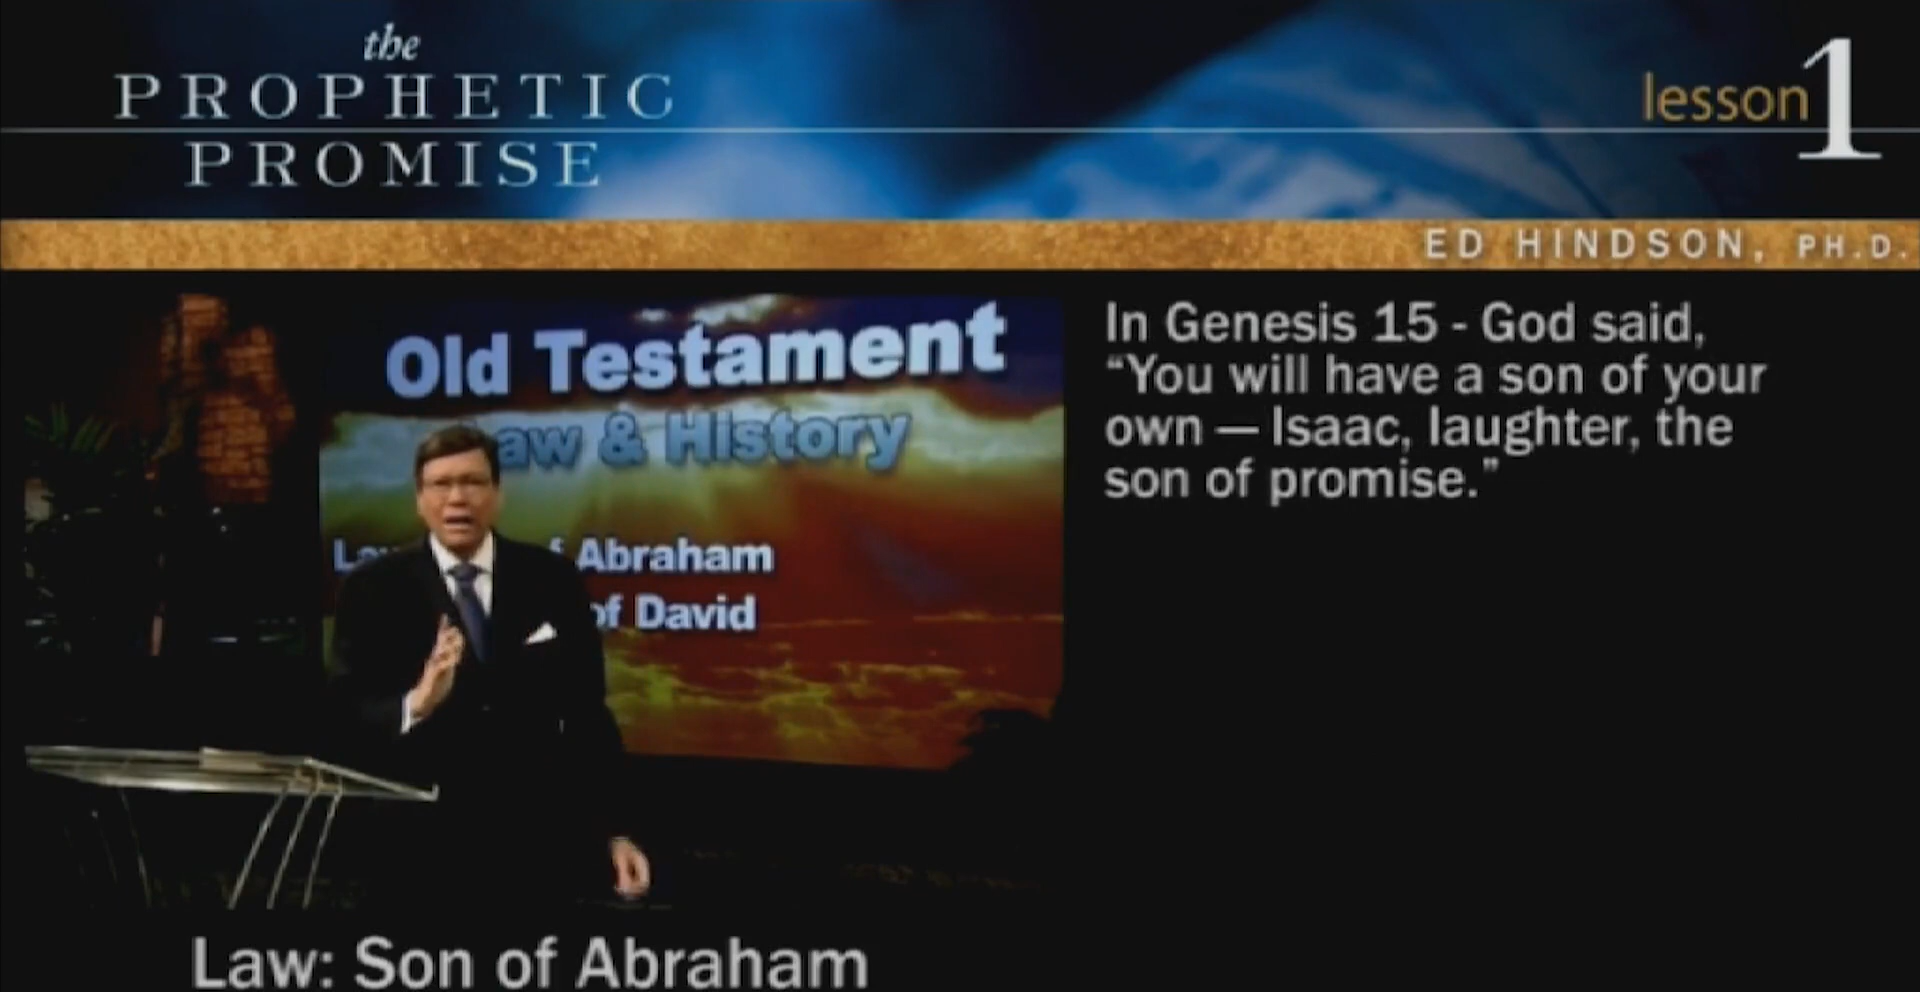 the
PROPHETIC
PROMISE
lesson 1
ED HINDSON, PH.D.
Old Testament
& History
Abraham
of David
In Genesis 15 - God said,
“You will have a son of your
own — Isaac, laughter, the
son of promise.”
Law: Son of Abraham